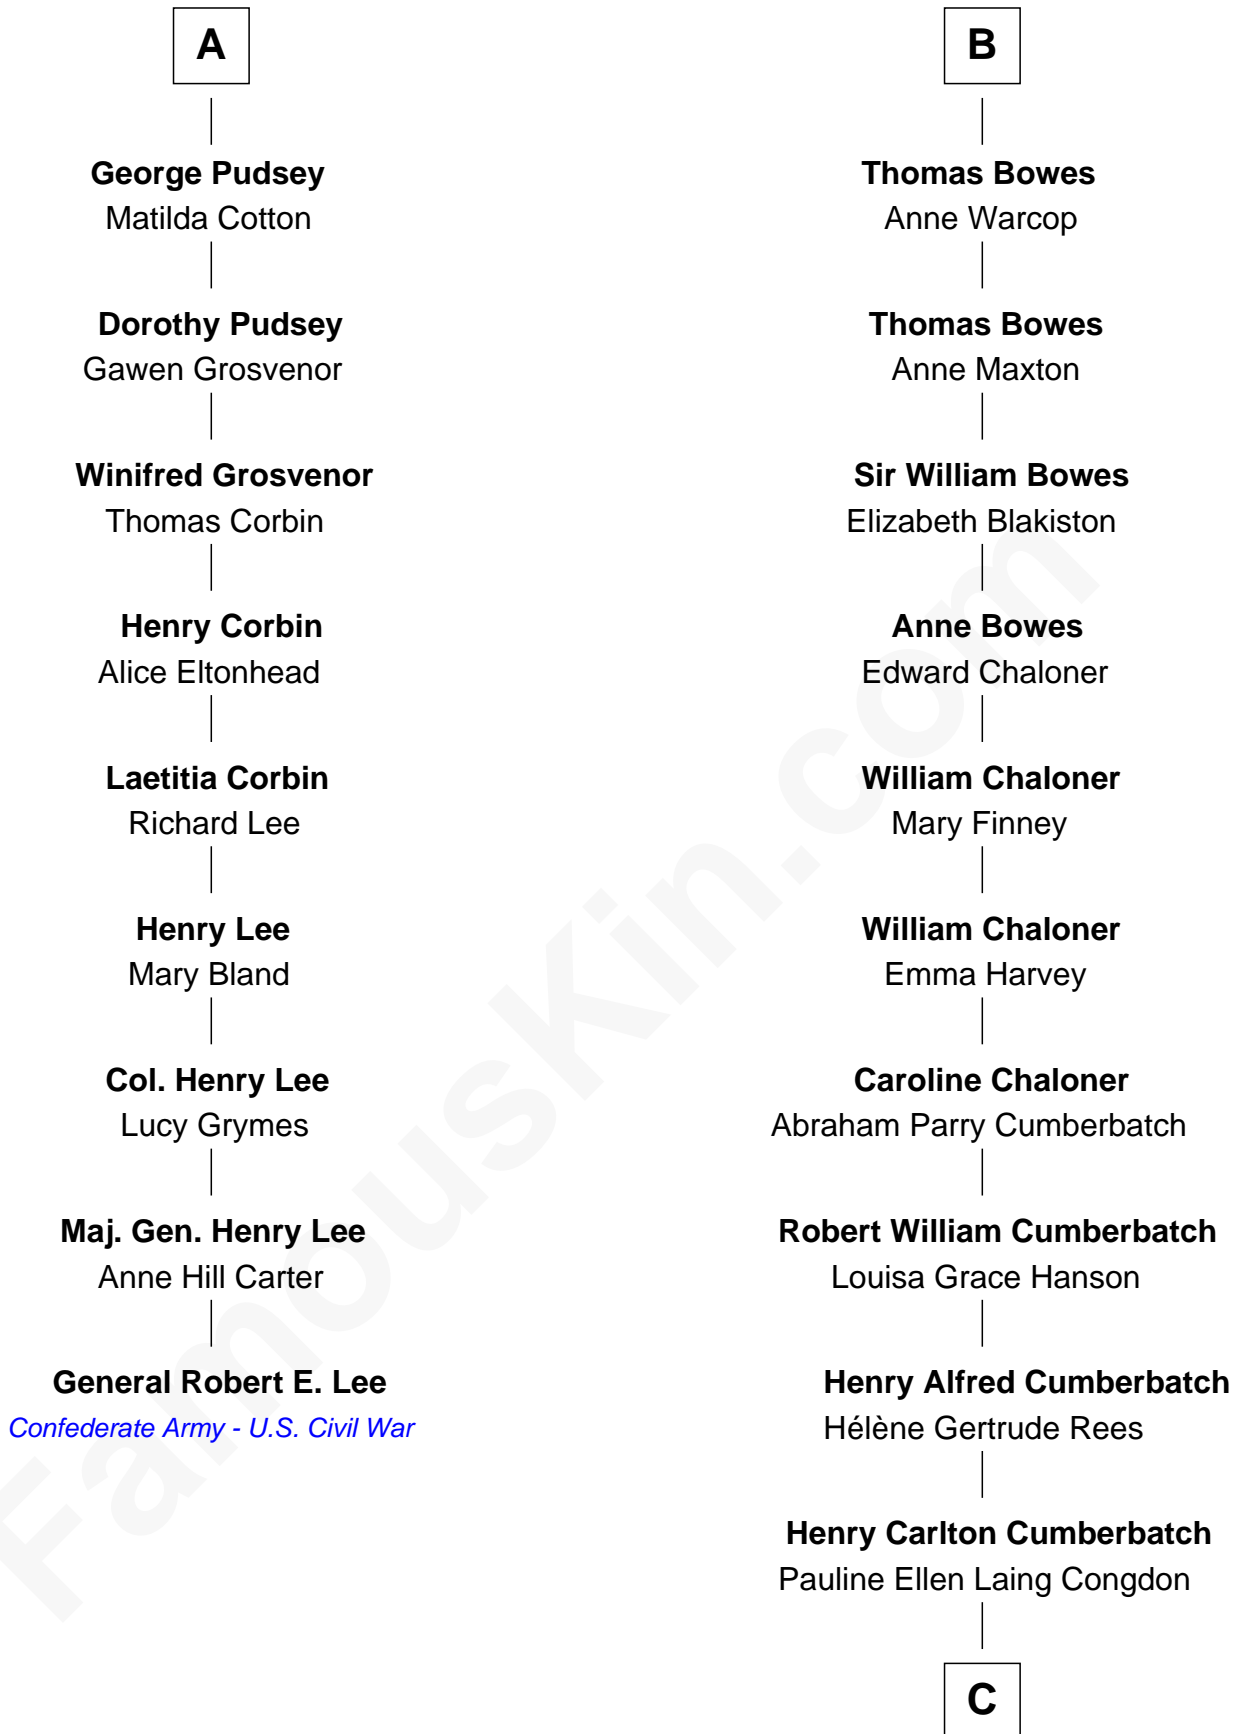 A
George Pudsey
Matilda Cotton
Dorothy Pudsey
Gawen Grosvenor
Winifred Grosvenor
Thomas Corbin
Henry Corbin
Alice Eltonhead
Laetitia Corbin
Richard Lee
Henry Lee
Mary Bland
Col. Henry Lee
Lucy Grymes
Maj. Gen. Henry Lee
Anne Hill Carter
General Robert E. Lee
Confederate Army - U.S. Civil War
B
Thomas Bowes
Anne Warcop
Thomas Bowes
Anne Maxton
Sir William Bowes
Elizabeth Blakiston
Anne Bowes
Edward Chaloner
William Chaloner
Mary Finney
William Chaloner
Emma Harvey
Caroline Chaloner
Abraham Parry Cumberbatch
Robert William Cumberbatch
Louisa Grace Hanson
Henry Alfred Cumberbatch
Hélène Gertrude Rees
Henry Carlton Cumberbatch
Pauline Ellen Laing Congdon
C
FamousKin.com